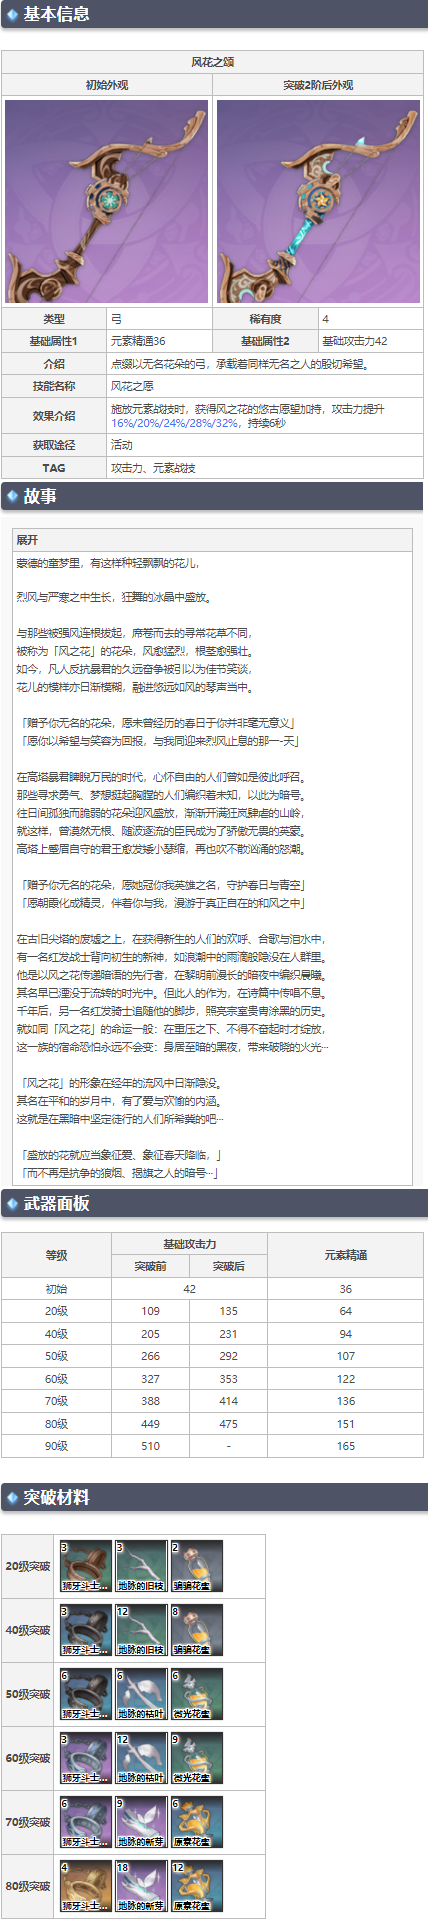 基本信息
风花之颂
初始外观 突破2阶后外观
类型 弓 稀有度 4
基础属性1 元素精通36 基础属性2 基础攻击力42
介绍 点缀以无名花朵的弓，承载着同样无名之人的殷切希望。
技能名称 风花之愿
效果介绍 施放元素战技时，获得风之花的悠古愿望加持，攻击力提升
16%/20%/24%/28%/32%，持续6秒
获取途径 活动
TAG 攻击力、元素战技
故事
展开
蒙德的童梦里，有这样种轻飘飘的花儿，
烈风与严寒之中生长，狂舞的冰晶中盛放。
与那些被强风连根拔起，席卷而去的寻常花草不同，
被称为「风之花」的花朵，风愈猛烈，根茎愈强壮。
如今，凡人反抗暴君的久远奋争被引以为佳节笑谈，
花儿的模样亦日渐模糊，融进悠远如风的琴声当中。
「赠予你无名的花朵，愿未曾经历的春日于你并非毫无意义」
「愿你以希望与笑容为回报，与我同迎来烈风止息的那一-天」
在高塔暴君睥睨万民的时代，心怀自由的人们曾如是彼此呼召。
那些寻求勇气、梦想挺起胸膛的人们编织着未知，以此为暗号。
往日间孤独而脆弱的花朵迎风盛放，渐渐开满狂岚肆虐的山岭，
就这样，曾漠然无根、随波逐流的臣民成为了骄傲无畏的英豪。
高塔上蹙眉自守的君王愈发矮小瑟缩，再也吹不散汹涌的怒潮。
「赠予你无名的花朵，愿她冠你我英雄之名，守护春日与青空」
「愿朝霞化成精灵，伴着你与我，漫游于真正自在的和风之中」
在古旧尖塔的废墟之上，在获得新生的人们的欢呼、合歌与泪水中，
有一名红发战士背向初生的新神，如浪潮中的雨滴般隐没在人群里。
他是以风之花传递暗语的先行者，在黎明前漫长的暗夜中编织晨曦。
其名早已湮没于流转的时光中。但此人的作为，在诗篇中传唱不息。
千年后，另一名红发骑士追随他的脚步，照亮宗室贵胄涂黑的历史。
就如同「风之花」的命运一般：在重压之下、不得不奋起时才绽放，
这一族的宿命恐怕永远不会变：身居至暗的黑夜，带来破晓的火光…
「风之花」的形象在经年的流风中日渐隐没。
其名在平和的岁月中，有了爱与欢愉的内涵。
这就是在黑暗中坚定徒行的人们所希冀的吧…
「盛放的花就应当象征爱、象征春天降临，」
「而不再是抗争的狼烟、掴旗之人的暗号…」
武器面板
等级 基础攻击力 元素精通
突破前 突破后
初始 42 36
20级 109 135 64
40级 205 231 94
50级 266 292 107
60级 327 353 122
70级 388 414 136
80级 449 475 151
90级 510 - 165
突破材料
20级突破 3 狮牙斗士... 3 地脉的旧枝 2 骗骗花蜜
40级突破 3 狮牙斗士... 12 地脉的旧枝 8 骗骗花蜜
50级突破 6 狮牙斗士... 6 地脉的枯叶 6 微光花蜜
60级突破 3 狮牙斗士... 12 地脉的枯叶 9 微光花蜜
70级突破 6 狮牙斗士... 9 地脉的新芽 6 原素花蜜
80级突破 4 狮牙斗士... 18 地脉的新芽 12 原素花蜜